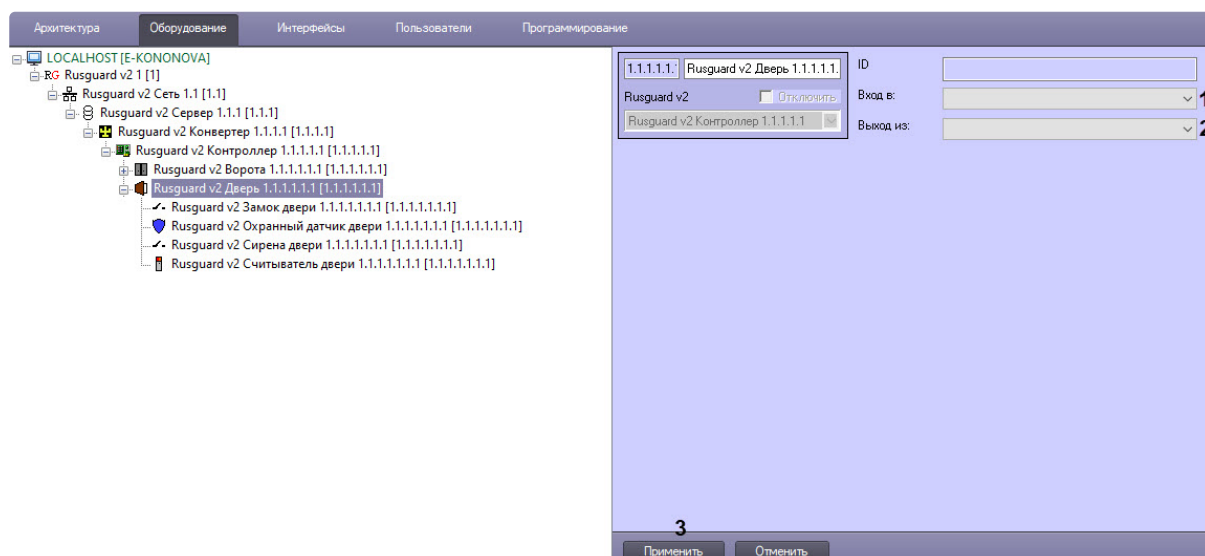 Архитектура
Оборудование
Интерфейсы
Пользователи
Программирование
LOCALHOST [E-KONONOVA]
RG Rusguard v2 1 [1]
Rusguard v2 Сеть 1.1 [1.1]
Rusguard v2 Сервер 1.1.1 [1.1.1]
Rusguard v2 Конвертер 1.1.1.1 [1.1.1.1]
Rusguard v2 Контроллер 1.1.1.1.1 [1.1.1.1.1]
Rusguard v2 Ворота 1.1.1.1.1.1 [1.1.1.1.1.1]
Rusguard v2 Дверь 1.1.1.1.1.1 [1.1.1.1.1.1]
Rusguard v2 Замок двери 1.1.1.1.1.1.1 [1.1.1.1.1.1.1]
Rusguard v2 Охранный датчик двери 1.1.1.1.1.1.1 [1.1.1.1.1.1.1]
Rusguard v2 Сирена двери 1.1.1.1.1.1.1 [1.1.1.1.1.1.1]
Rusguard v2 Считыватель двери 1.1.1.1.1.1.1 [1.1.1.1.1.1.1]
1.1.1.1.1.
Rusguard v2 Дверь 1.1.1.1.1.
Rusguard v2
Отключить
Rusguard v2 Контроллер 1.1.1.1.1
ID
Вход в:
1
Выход из:
2
3
Применить
Отменить